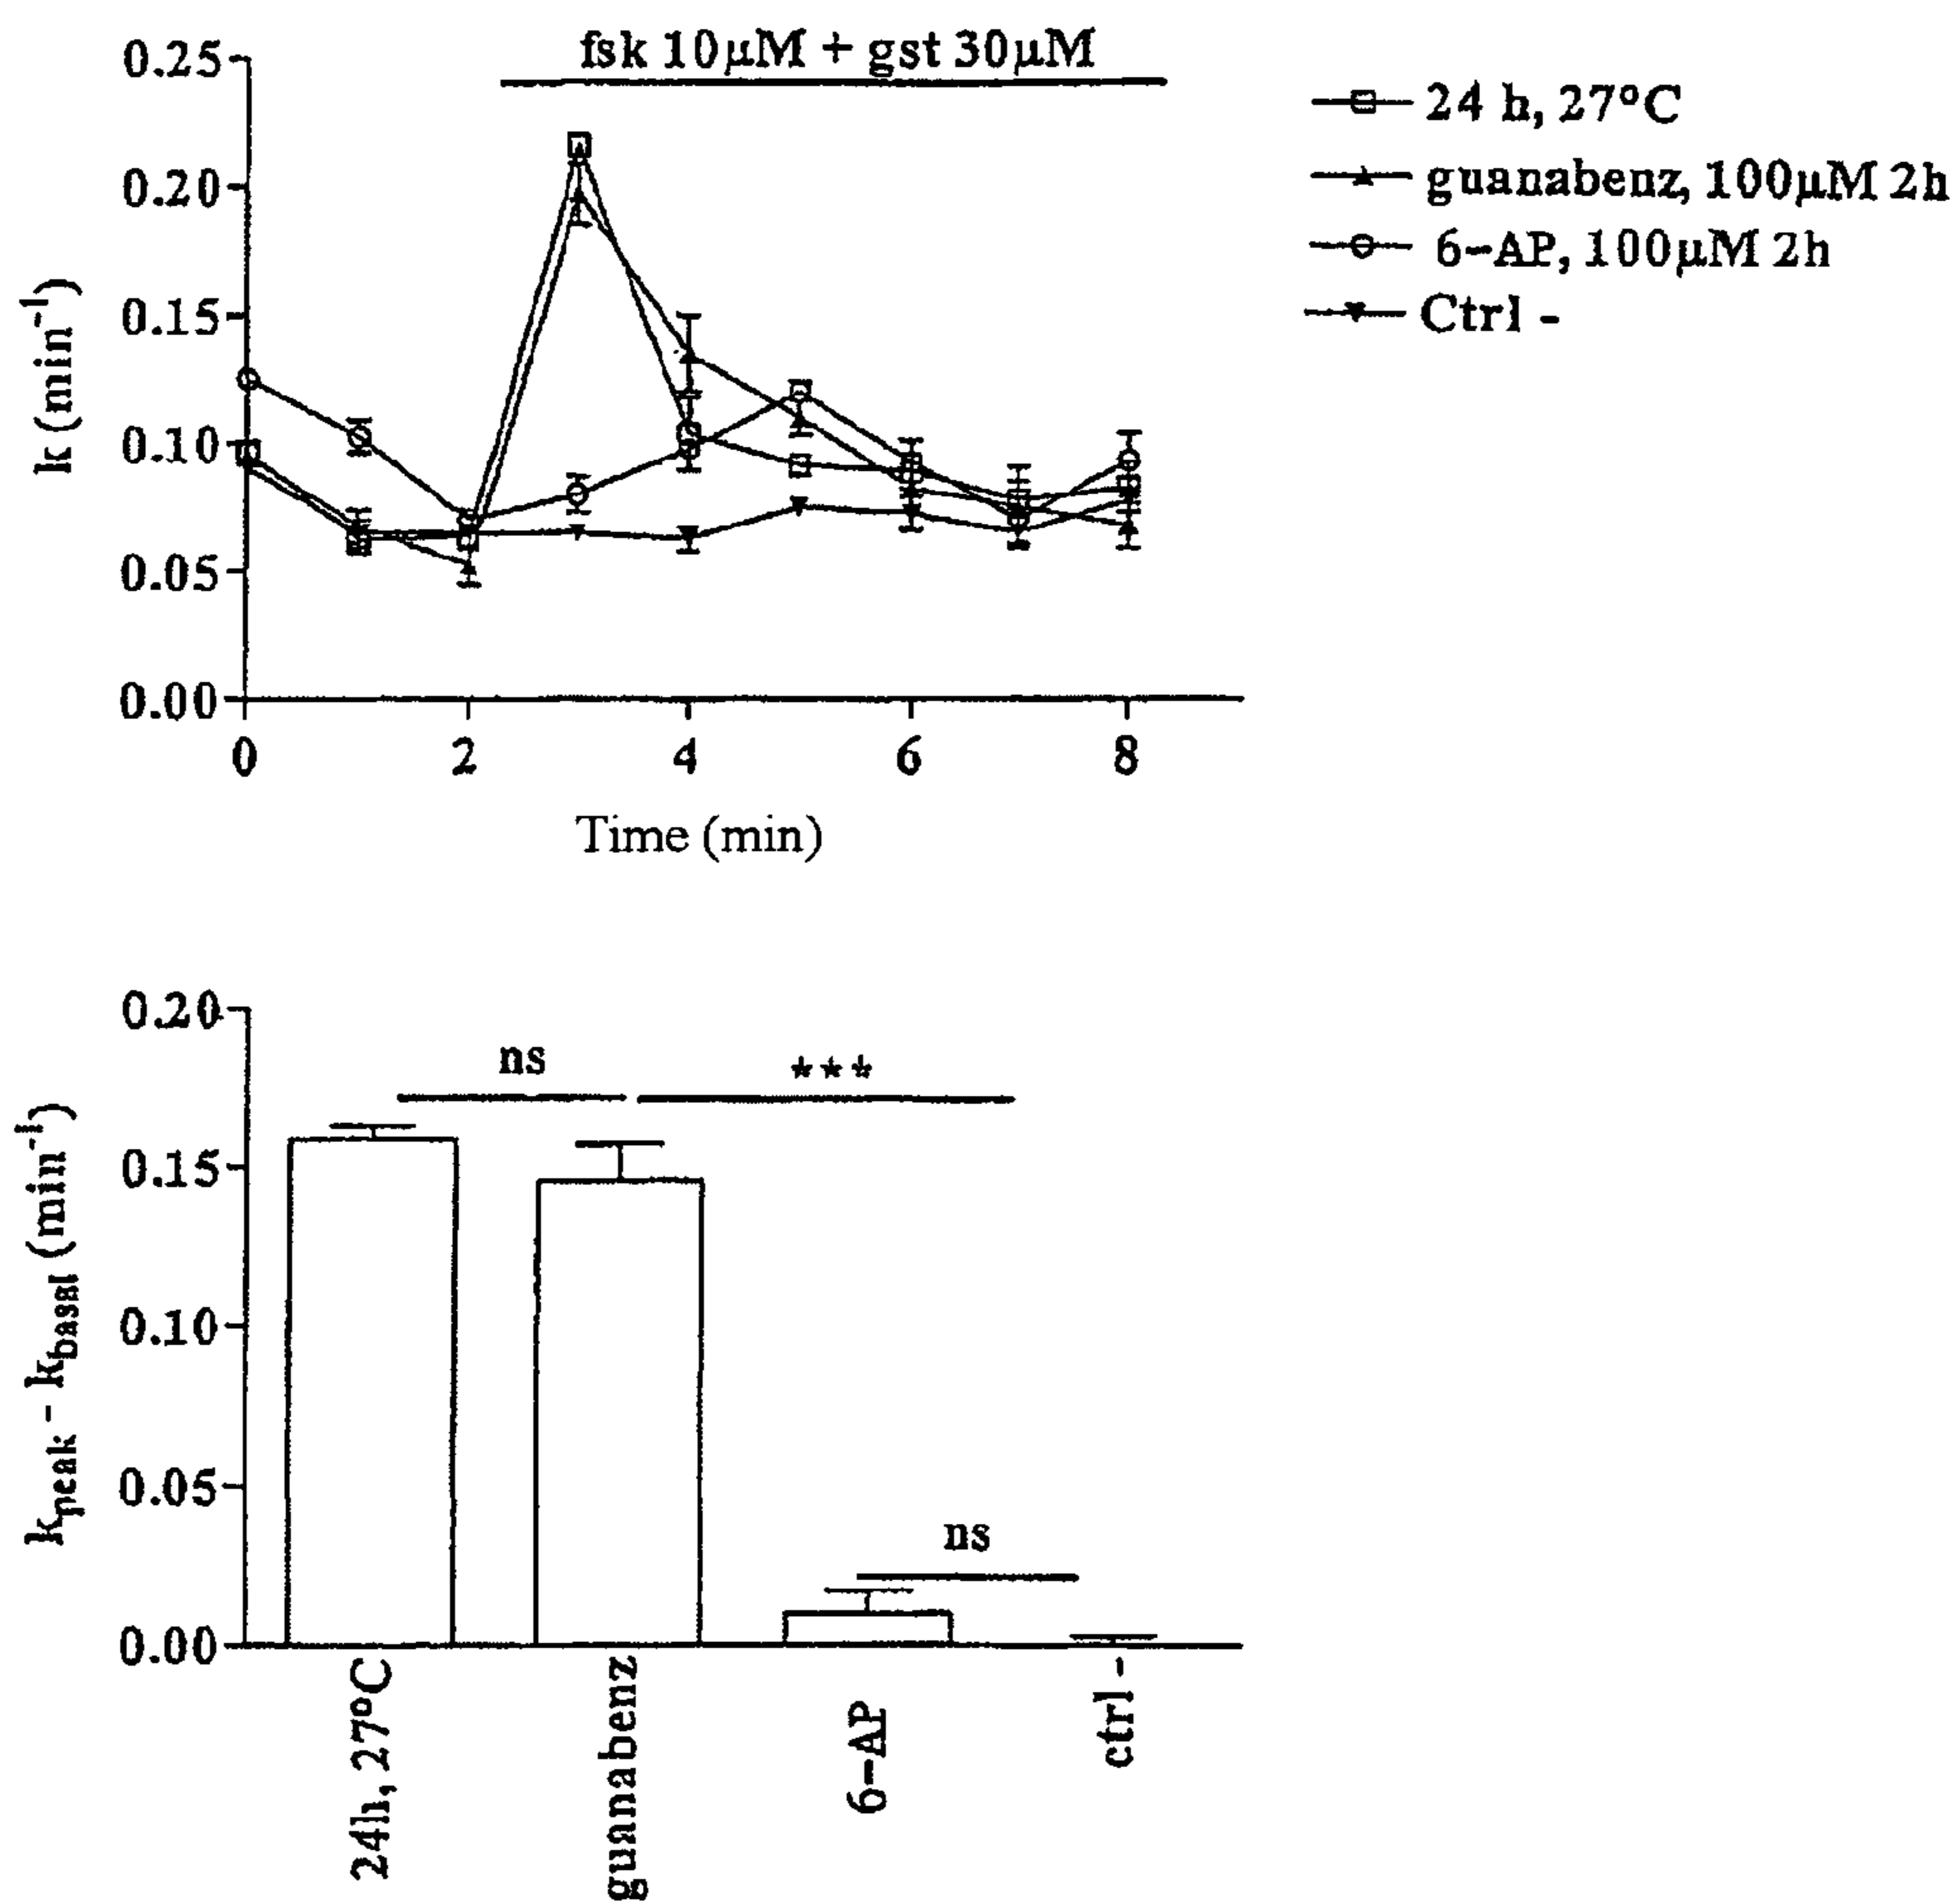 fsk 10µM + gst 30µM
0.25
0.20
0.15
0.10
0.05
0.00
k (min⁻¹)
0 2 4 6 8
Time (min)
24 h, 27°C
guanabenz, 100µM 2h
6-AP, 100µM 2h
Ctrl -
0.20
0.15
0.10
0.05
0.00
kpeak - kbasal (min⁻¹)
ns
***
ns
24h, 27°C
guanabenz
6-AP
ctrl -